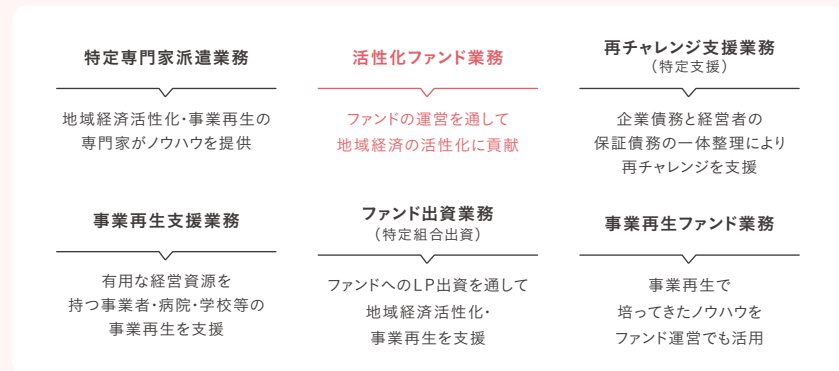 特定専門家派遣業務
地域経済活性化・事業再生の
専門家がノウハウを提供
活性化ファンド業務
ファンドの運営を通して
地域経済の活性化に貢献
再チャレンジ支援業務
（特定支援）
企業債務と経営者の
保証債務の一体整理により
再チャレンジを支援
事業再生支援業務
有用な経営資源を
持つ事業者・病院・学校等の
事業再生を支援
ファンド出資業務
（特定組合出資）
ファンドへのLP出資を通して
地域経済活性化・
事業再生を支援
事業再生ファンド業務
事業再生で
培ってきたノウハウを
ファンド運営でも活用